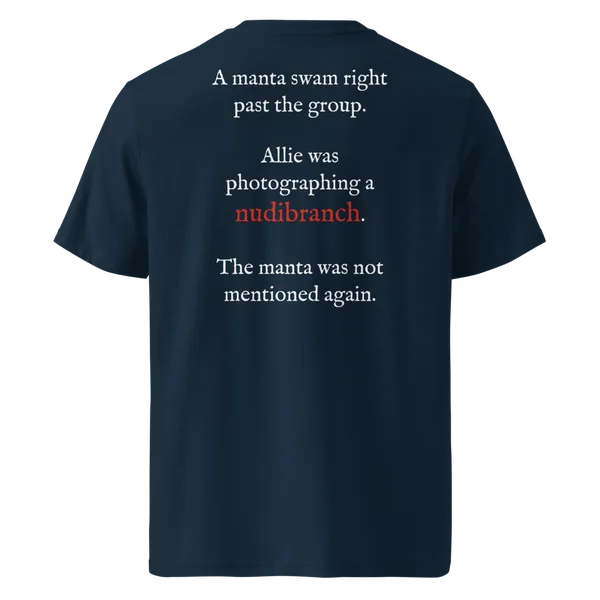 A manta swam right
past the group.
Allie was
photographing a
nudibranch.
The manta was not
mentioned again.